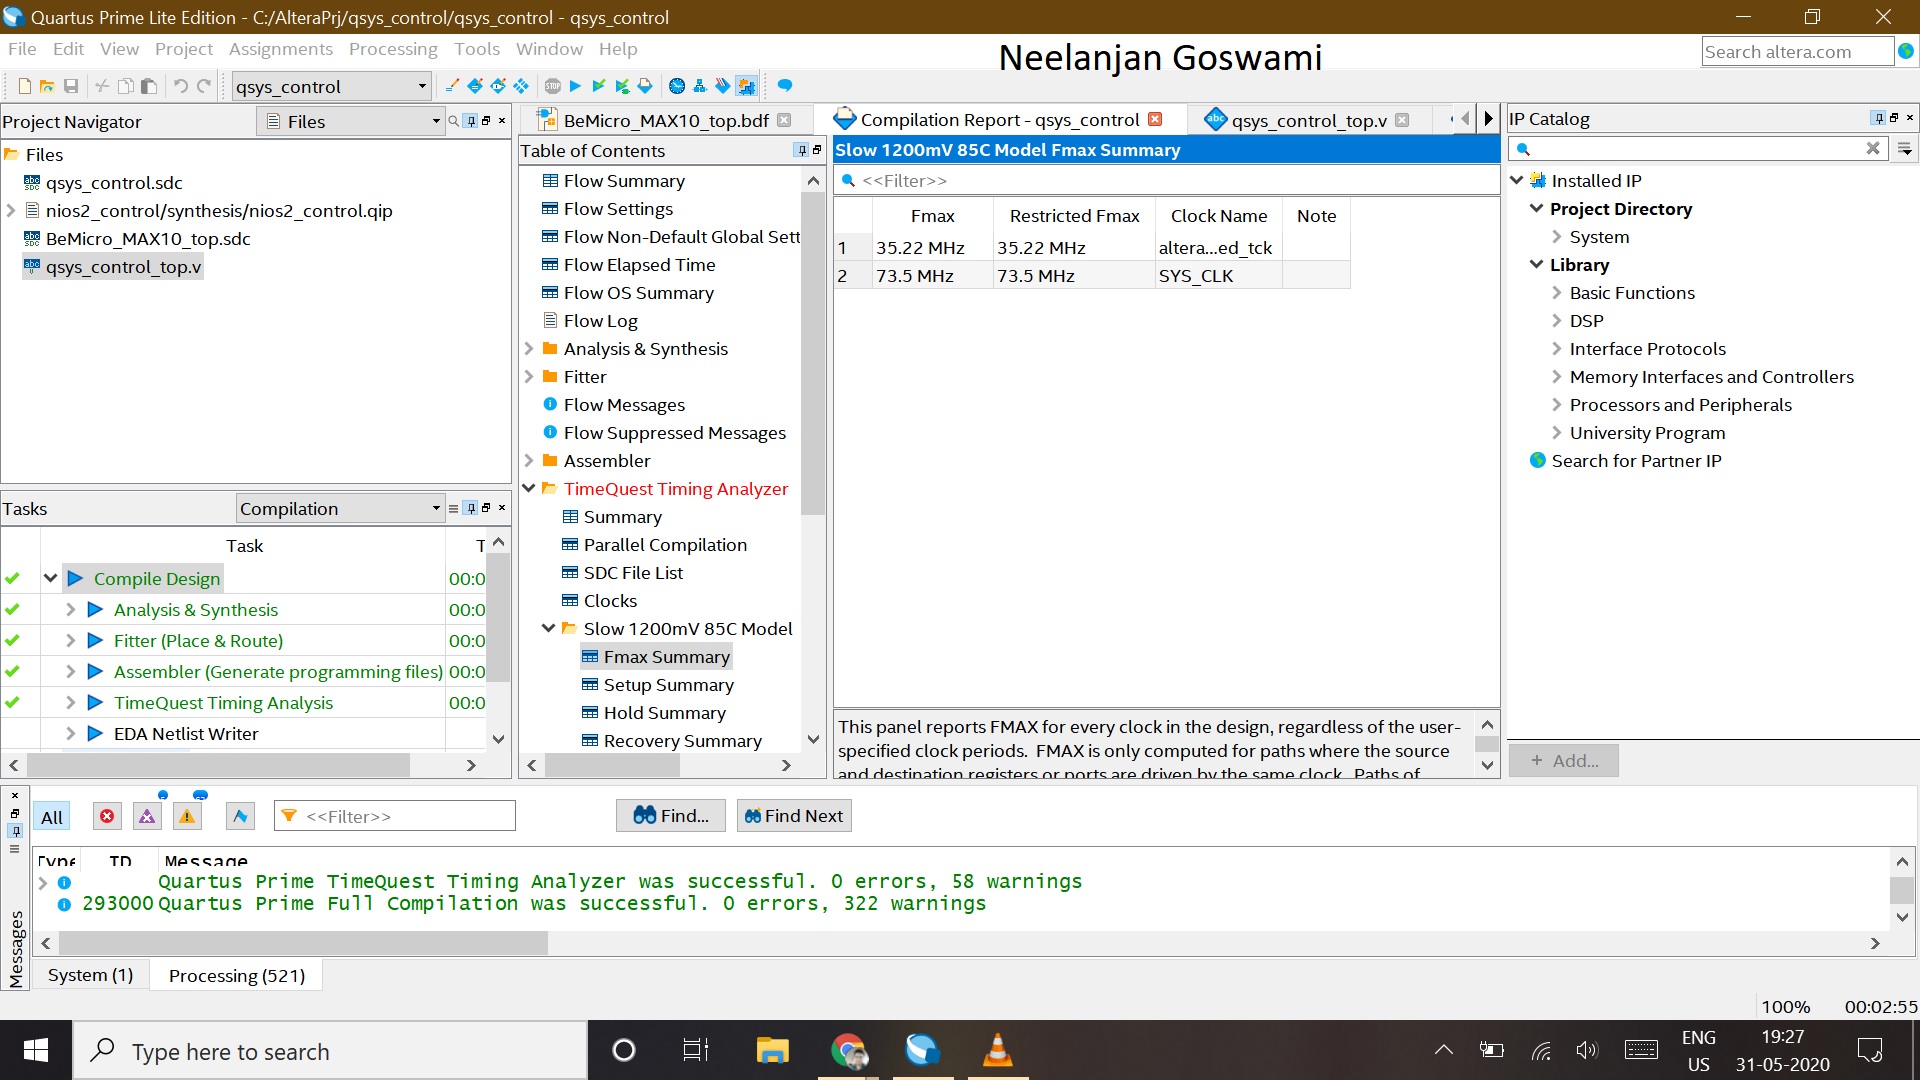 Quartus Prime Lite Edition - C:/AlteraPrj/qsys_control/qsys_control - qsys_control
File Edit View Project Assignments Processing Tools Window Help
Neelanjan Goswami
Search altera.com
qsys_control
STOP
Project Navigator
Files
Files
qsys_control.sdc
nios2_control/synthesis/nios2_control.qip
BeMicro_MAX10_top.sdc
qsys_control_top.v
Tasks
Compilation
Task T
Compile Design 00:0
Analysis & Synthesis 00:0
Fitter (Place & Route) 00:0
Assembler (Generate programming files) 00:0
TimeQuest Timing Analysis 00:0
EDA Netlist Writer
BeMicro_MAX10_top.bdf
Compilation Report - qsys_control
qsys_control_top.v
Table of Contents
Flow Summary
Flow Settings
Flow Non-Default Global Sett
Flow Elapsed Time
Flow OS Summary
Flow Log
Analysis & Synthesis
Fitter
Flow Messages
Flow Suppressed Messages
Assembler
TimeQuest Timing Analyzer
Summary
Parallel Compilation
SDC File List
Clocks
Slow 1200mV 85C Model
Fmax Summary
Setup Summary
Hold Summary
Recovery Summary
Slow 1200mV 85C Model Fmax Summary
<<Filter>>
Fmax Restricted Fmax Clock Name Note
1 35.22 MHz 35.22 MHz altera...ed_tck
2 73.5 MHz 73.5 MHz SYS_CLK
This panel reports FMAX for every clock in the design, regardless of the user-
specified clock periods. FMAX is only computed for paths where the source
and destination registers or ports are driven by the same clock. Paths of
IP Catalog
Installed IP
Project Directory
System
Library
Basic Functions
DSP
Interface Protocols
Memory Interfaces and Controllers
Processors and Peripherals
University Program
Search for Partner IP
+ Add...
All
<<Filter>>
Find...
Find Next
Type ID Message
Quartus Prime TimeQuest Timing Analyzer was successful. 0 errors, 58 warnings
293000 Quartus Prime Full Compilation was successful. 0 errors, 322 warnings
Messages
System (1)
Processing (521)
100% 00:02:55
Type here to search
ENG
US
19:27
31-05-2020